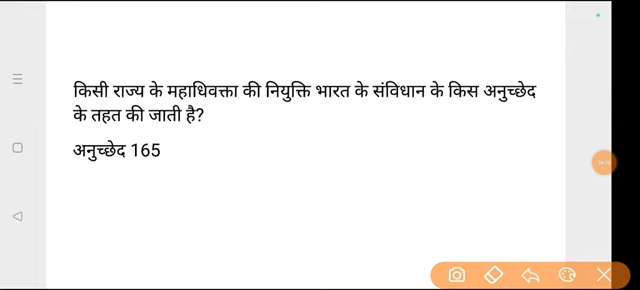 किसी राज्य के महाधिवक्ता की नियुक्ति भारत के संविधान के किस अनुच्छेद
के तहत की जाती है?
अनुच्छेद 165